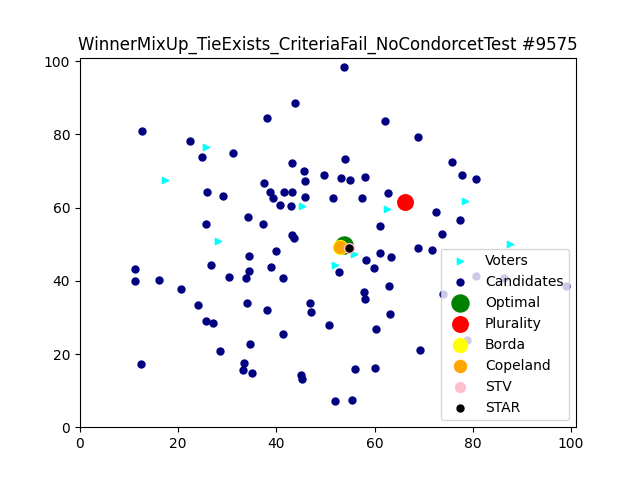 WinnerMixUp_TieExists_CriteriaFail_NoCondorcetTest #9575
100
80
60
40
20
0
0 20 40 60 80 100
Voters
Candidates
Optimal
Plurality
Borda
Copeland
STV
STAR